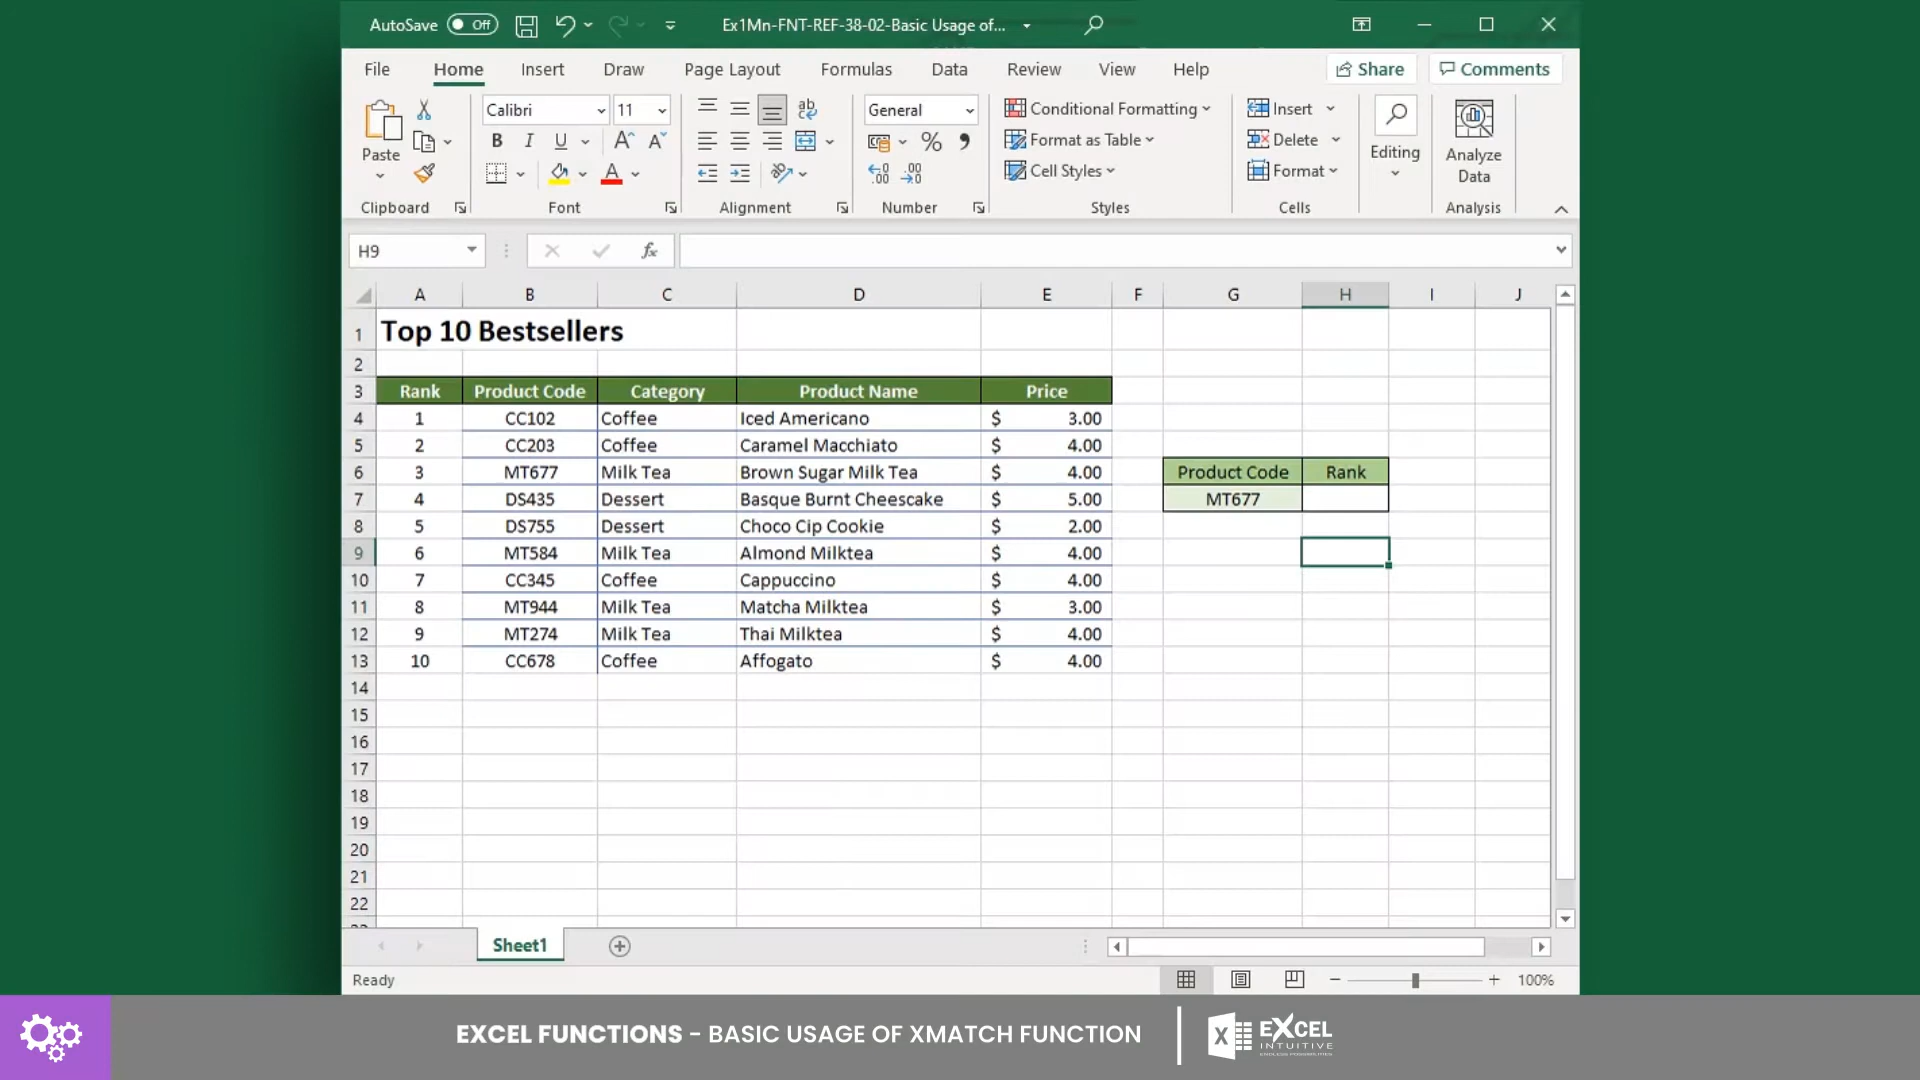 AutoSave Off Ex1Mn-FNT-REF-38-02-Basic Usage of...
File Home Insert Draw Page Layout Formulas Data Review View Help Share Comments
Paste
Clipboard
Calibri 11
B I U A A
A
Font
ab
Alignment
General
% 
Number
Conditional Formatting
Format as Table
Cell Styles
Styles
Insert
Delete
Format
Cells
Editing
Analyze
Data
Analysis
H9 fx
A B C D E F G H I J
1 Top 10 Bestsellers
2
3 Rank Product Code Category Product Name Price
4 1 CC102 Coffee Iced Americano $ 3.00
5 2 CC203 Coffee Caramel Macchiato $ 4.00
6 3 MT677 Milk Tea Brown Sugar Milk Tea $ 4.00 Product Code Rank
7 4 DS435 Dessert Basque Burnt Cheescake $ 5.00 MT677
8 5 DS755 Dessert Choco Cip Cookie $ 2.00
9 6 MT584 Milk Tea Almond Milktea $ 4.00
10 7 CC345 Coffee Cappuccino $ 4.00
11 8 MT944 Milk Tea Matcha Milktea $ 3.00
12 9 MT274 Milk Tea Thai Milktea $ 4.00
13 10 CC678 Coffee Affogato $ 4.00
14
15
16
17
18
19
20
21
22
Sheet1
Ready 100%
EXCEL FUNCTIONS - BASIC USAGE OF XMATCH FUNCTION
X EXCEL
INTUITIVE